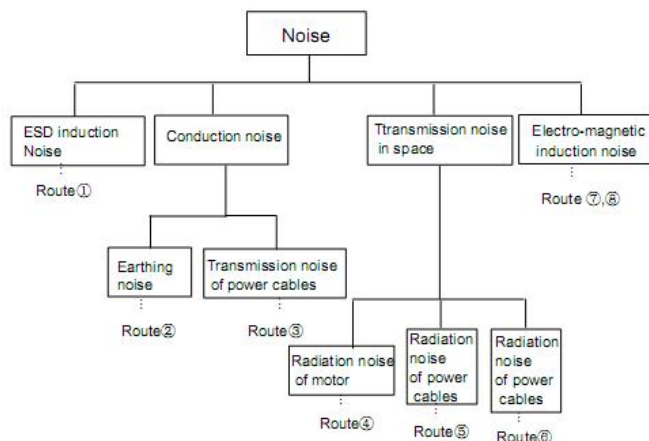 Noise
ESD induction
Noise
Conduction noise
Ttransmission noise
in space
Electro-magnetic
induction noise
Route①
Route ⑦,⑧
Earthing
noise
Transmission noise
of power cables
Route②
Route③
Radiation noise
of motor
Radiation
noise
of power
cables
Radiation
noise
of power
cables
Route④
Route⑤
Route⑥